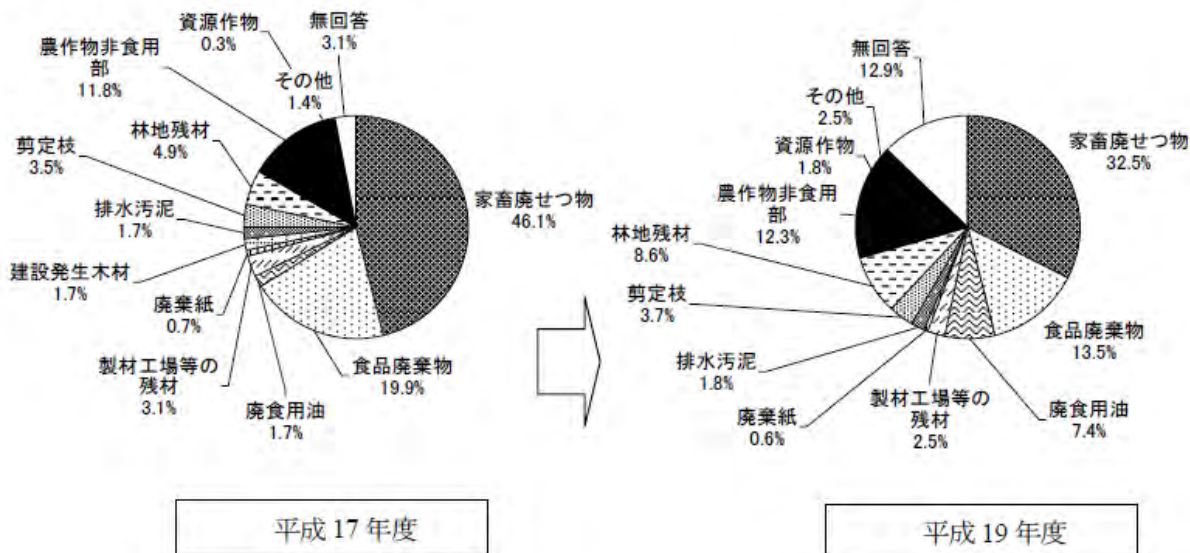 資源作物
0.3%
無回答
3.1%
農作物非食用
部
11.8%
その他
1.4%
林地残材
4.9%
剪定枝
3.5%
排水汚泥
1.7%
建設発生木材
1.7%
廃棄紙
0.7%
製材工場等の
残材
3.1%
廃食用油
1.7%
食品廃棄物
19.9%
家畜廃せつ物
46.1%
平成 17 年度
無回答
12.9%
その他
2.5%
資源作物
1.8%
農作物非食用
部
12.3%
林地残材
8.6%
剪定枝
3.7%
排水汚泥
1.8%
廃棄紙
0.6%
製材工場等の
残材
2.5%
廃食用油
7.4%
食品廃棄物
13.5%
家畜廃せつ物
32.5%
平成 19 年度